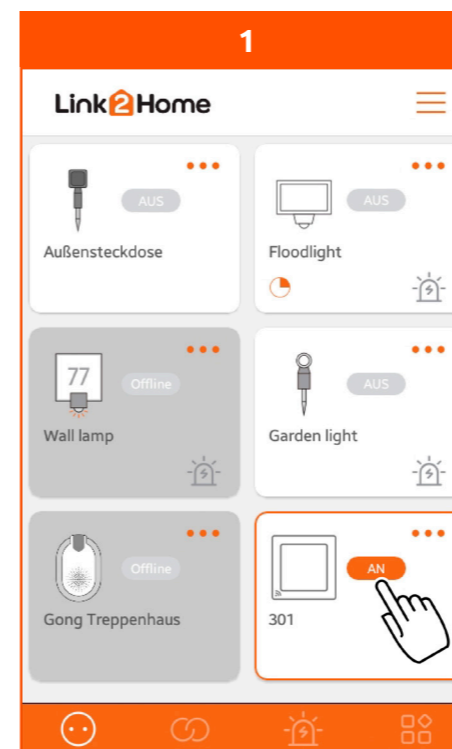 1
Link2Home
AUS
Außensteckdose
AUS
Floodlight
77
Offline
Wall lamp
AUS
Garden light
Offline
Gong Treppenhaus
AN
301